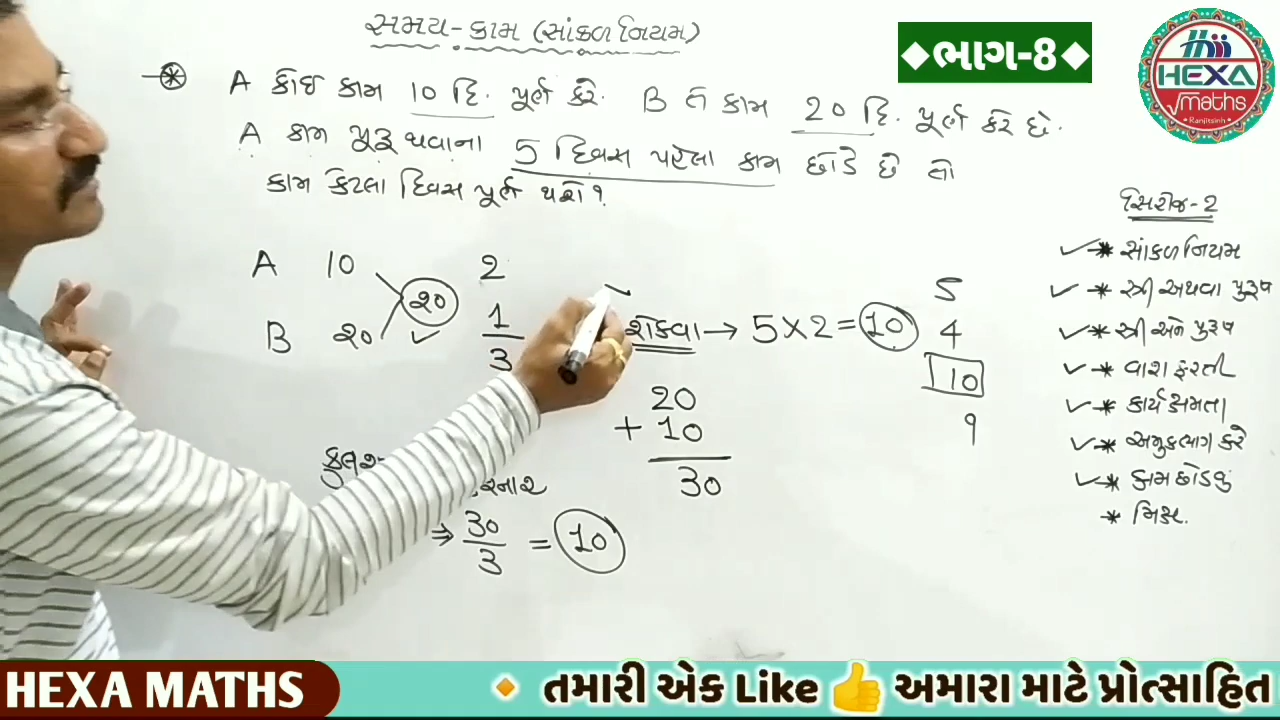 સમય - કામ (સાંકળ નિયમ)
◆ભાગ-8◆
HEXA
√maths
Ranjitsinh
A કોઈ કામ 10 દિ. પૂર્ણ કરે. B તે કામ 20 દિ. પૂર્ણ કરે છે.
A કામ પુરૂ થવાના 5 દિવસ પહેલા કામ છોડે છે તો
કામ કેટલા દિવસ પૂર્ણ થશે?
A 10 2
20
B 20 1
3
રોકવા → 5 X 2 = 10
20
+ 10
30
કુલ
કરનાર
⇒ 30/3 = 10
5
4
10
9
સિરીઝ-2
✓* સાંકળ નિયમ
✓* સ્ત્રી અથવા પુરૂષ
✓* સ્ત્રી અને પુરૂષ
✓* વારા ફરતી
✓* કાર્યક્ષમતા
✓* અમુકભાગ કરે
✓* કામ છોડવું
* મિક્સ.
HEXA MATHS
🔸 તમારી એક Like 👍 અમારા માટે પ્રોત્સાહિત